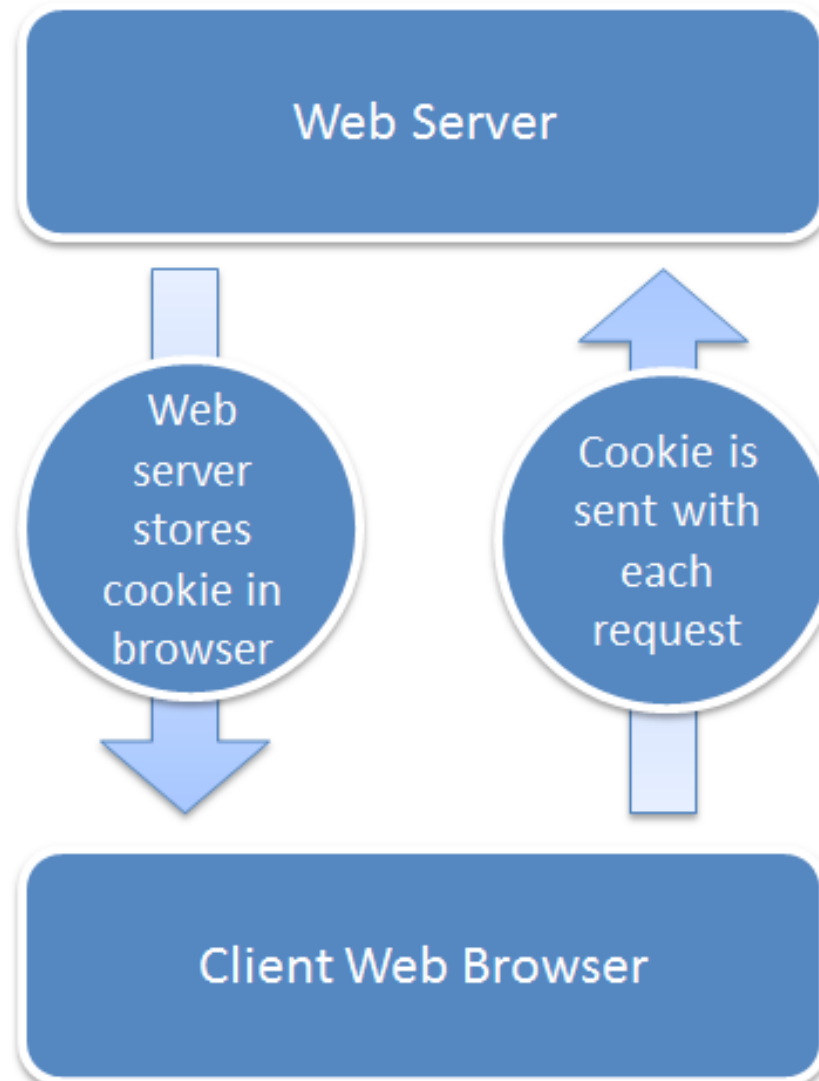 Web Server
Web
server
stores
cookie in
browser
Cookie is
sent with
each
request
Client Web Browser